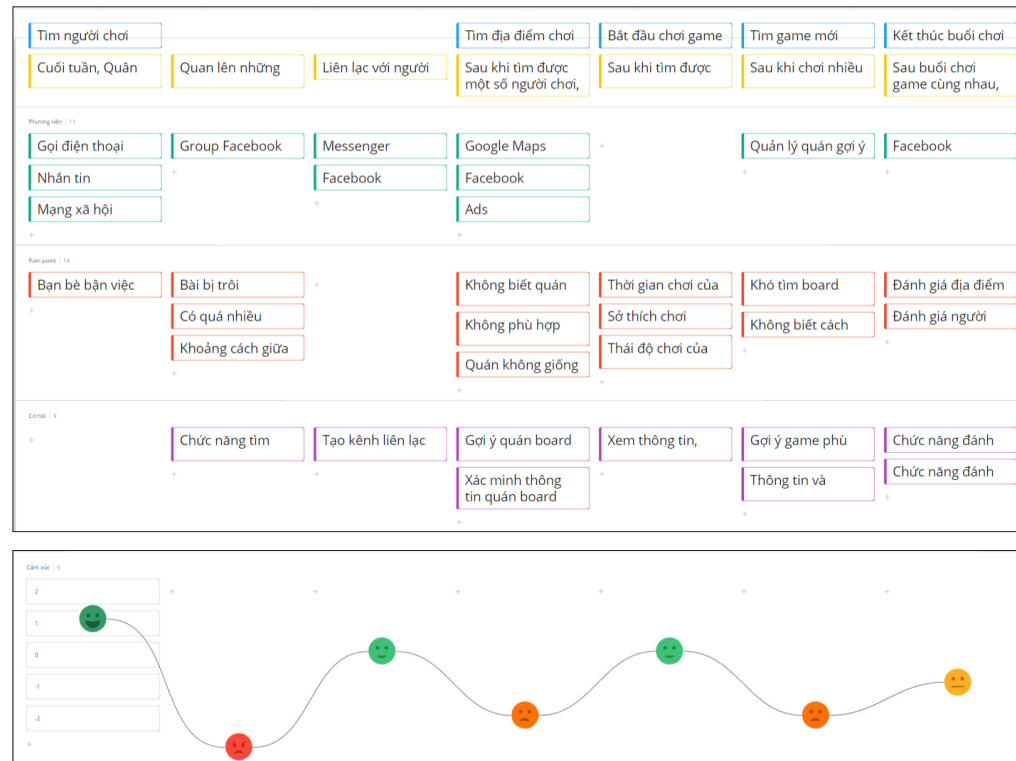 Tìm người chơi
Tìm địa điểm chơi
Bắt đầu chơi game
Tìm game mới
Kết thúc buổi chơi
Cuối tuần, Quân
Quan lên những
Liên lạc với người
Sau khi tìm được
một số người chơi,
Sau khi tìm được
Sau khi chơi nhiều
Sau buổi chơi
game cùng nhau,
Phương tiện | 11
Gọi điện thoại
Group Facebook
Messenger
Google Maps
Quản lý quán gợi ý
Facebook
Nhắn tin
Facebook
Facebook
Mạng xã hội
Ads
Pain point | 14
Bạn bè bận việc
Bài bị trôi
Không biết quán
Thời gian chơi của
Khó tìm board
Đánh giá địa điểm
Có quá nhiều
Không phù hợp
Sở thích chơi
Không biết cách
Đánh giá người
Khoảng cách giữa
Quán không giống
Thái độ chơi của
Cơ hội | 9
Chức năng tìm
Tạo kênh liên lạc
Gợi ý quán board
Xem thông tin,
Gợi ý game phù
Chức năng đánh
Xác minh thông
tin quán board
Thông tin và
Chức năng đánh
Cảm xúc | 5
2
1
0
-1
-2